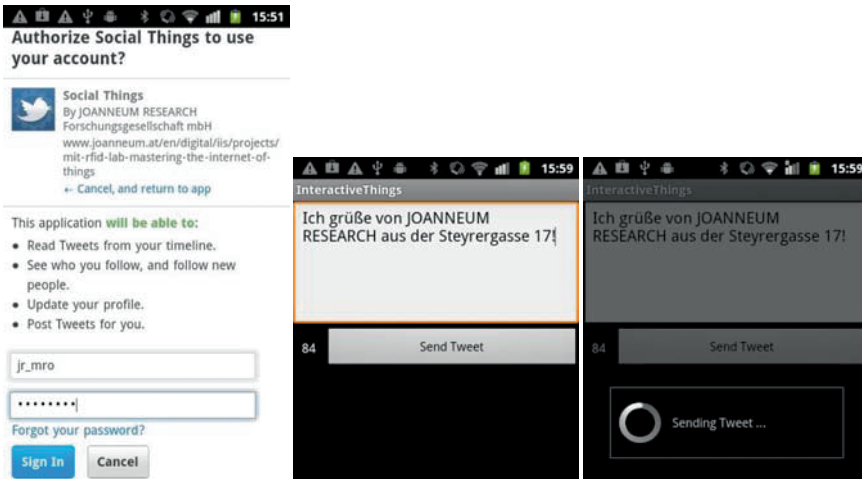 15:51
Authorize Social Things to use
your account?
Social Things
By JOANNEUM RESEARCH
Forschungsgesellschaft mbH
www.joanneum.at/en/digital/iis/projects/
mit-rfid-lab-mastering-the-internet-of-
things
← Cancel, and return to app
This application will be able to:
• Read Tweets from your timeline.
• See who you follow, and follow new
people.
• Update your profile.
• Post Tweets for you.
jr_mro
••••••••
Forgot your password?
Sign In
Cancel
15:59
InteractiveThings
Ich grüße von JOANNEUM
RESEARCH aus der Steyrergasse 17!
84
Send Tweet
15:59
InteractiveThings
Ich grüße von JOANNEUM
RESEARCH aus der Steyrergasse 17!
84
Send Tweet
Sending Tweet ...